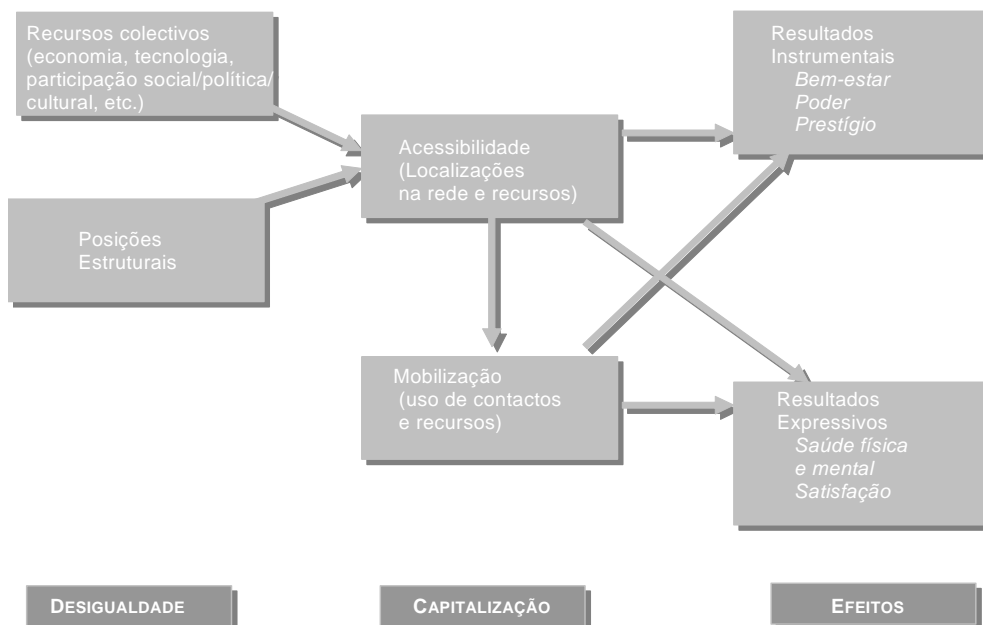 Recursos colectivos
(economia, tecnologia,
participação social/política/
cultural, etc.)
Posições
Estruturais
Acessibilidade
(Localizações
na rede e recursos)
Mobilização
(uso de contactos
e recursos)
Resultados
Instrumentais
Bem-estar
Poder
Prestígio
Resultados
Expressivos
Saúde física
e mental
Satisfação
DESIGUALDADE
CAPITALIZAÇÃO
EFEITOS